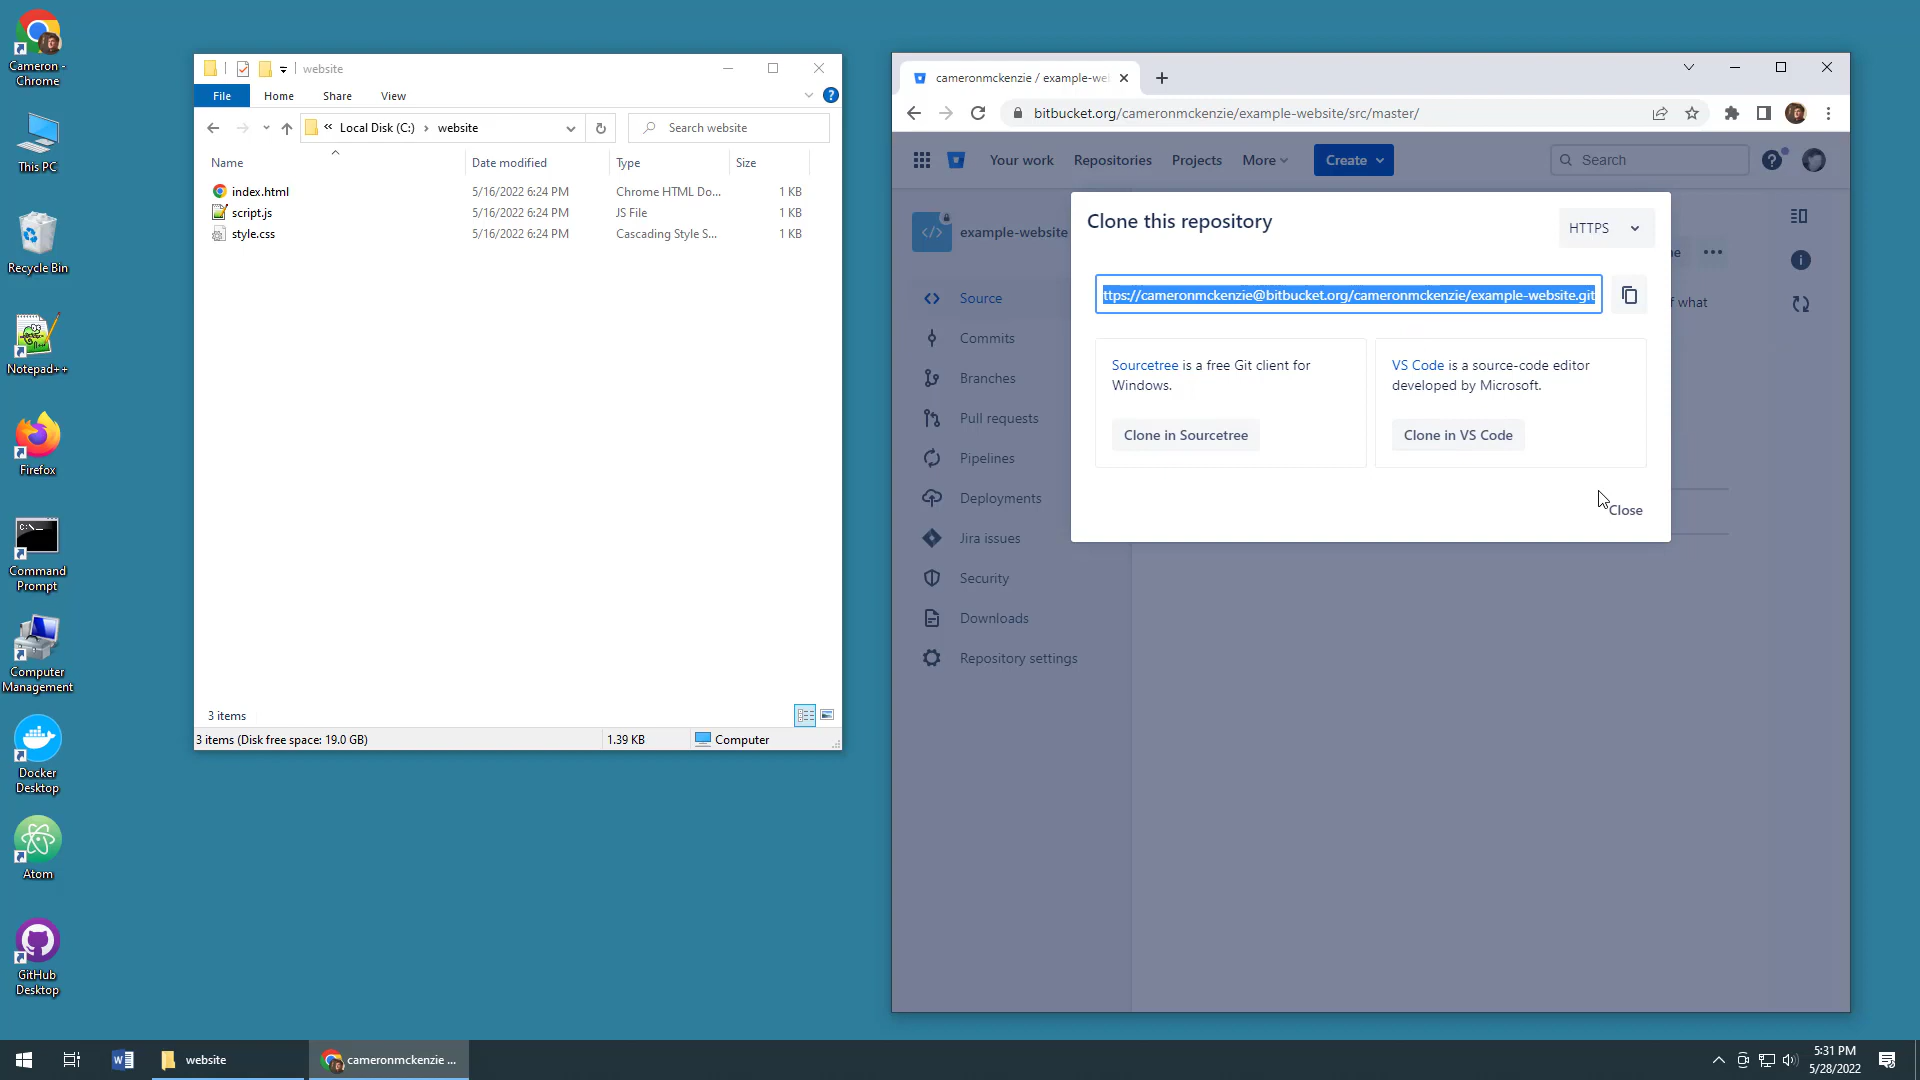 Cameron -
Chrome
This PC
Recycle Bin
Notepad++
Firefox
C:\_
Command
Prompt
Computer
Management
Docker
Desktop
Atom
GitHub
Desktop
website
File
Home
Share
View
?
« Local Disk (C:) › website
Search website
Name
Date modified
Type
Size
index.html
5/16/2022 6:24 PM
Chrome HTML Do...
1 KB
script.js
5/16/2022 6:24 PM
JS File
1 KB
style.css
5/16/2022 6:24 PM
Cascading Style S...
1 KB
3 items
3 items (Disk free space: 19.0 GB)
1.39 KB
Computer
cameronmckenzie / example-we
bitbucket.org/cameronmckenzie/example-website/src/master/
Your work
Repositories
Projects
More
Create
Search
?
</>
example-website
Source
Commits
Branches
Pull requests
Pipelines
Deployments
Jira issues
Security
Downloads
Repository settings
Clone this repository
HTTPS
ttps://cameronmckenzie@bitbucket.org/cameronmckenzie/example-website.git
Sourcetree is a free Git client for
Windows.
Clone in Sourcetree
VS Code is a source-code editor
developed by Microsoft.
Clone in VS Code
Close
ne
f what
website
cameronmckenzie ...
5:31 PM
5/28/2022